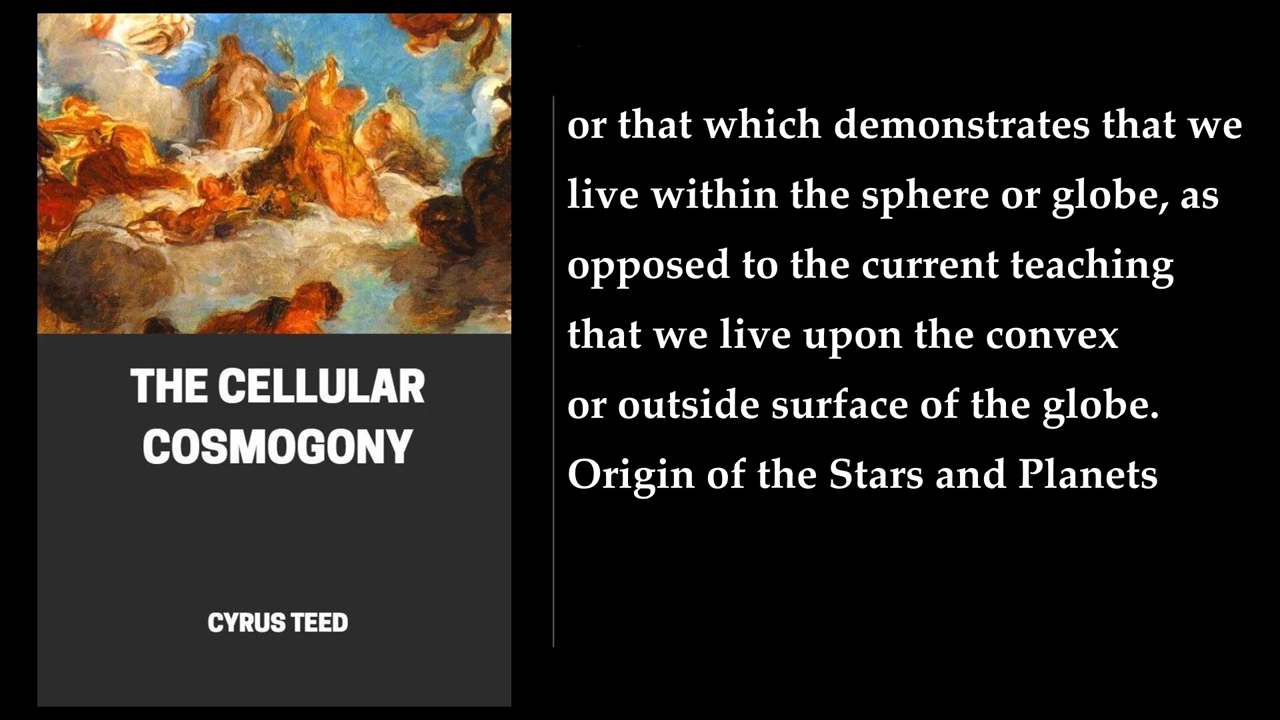 THE CELLULAR
COSMOGONY
CYRUS TEED
or that which demonstrates that we
live within the sphere or globe, as
opposed to the current teaching
that we live upon the convex
or outside surface of the globe.
Origin of the Stars and Planets